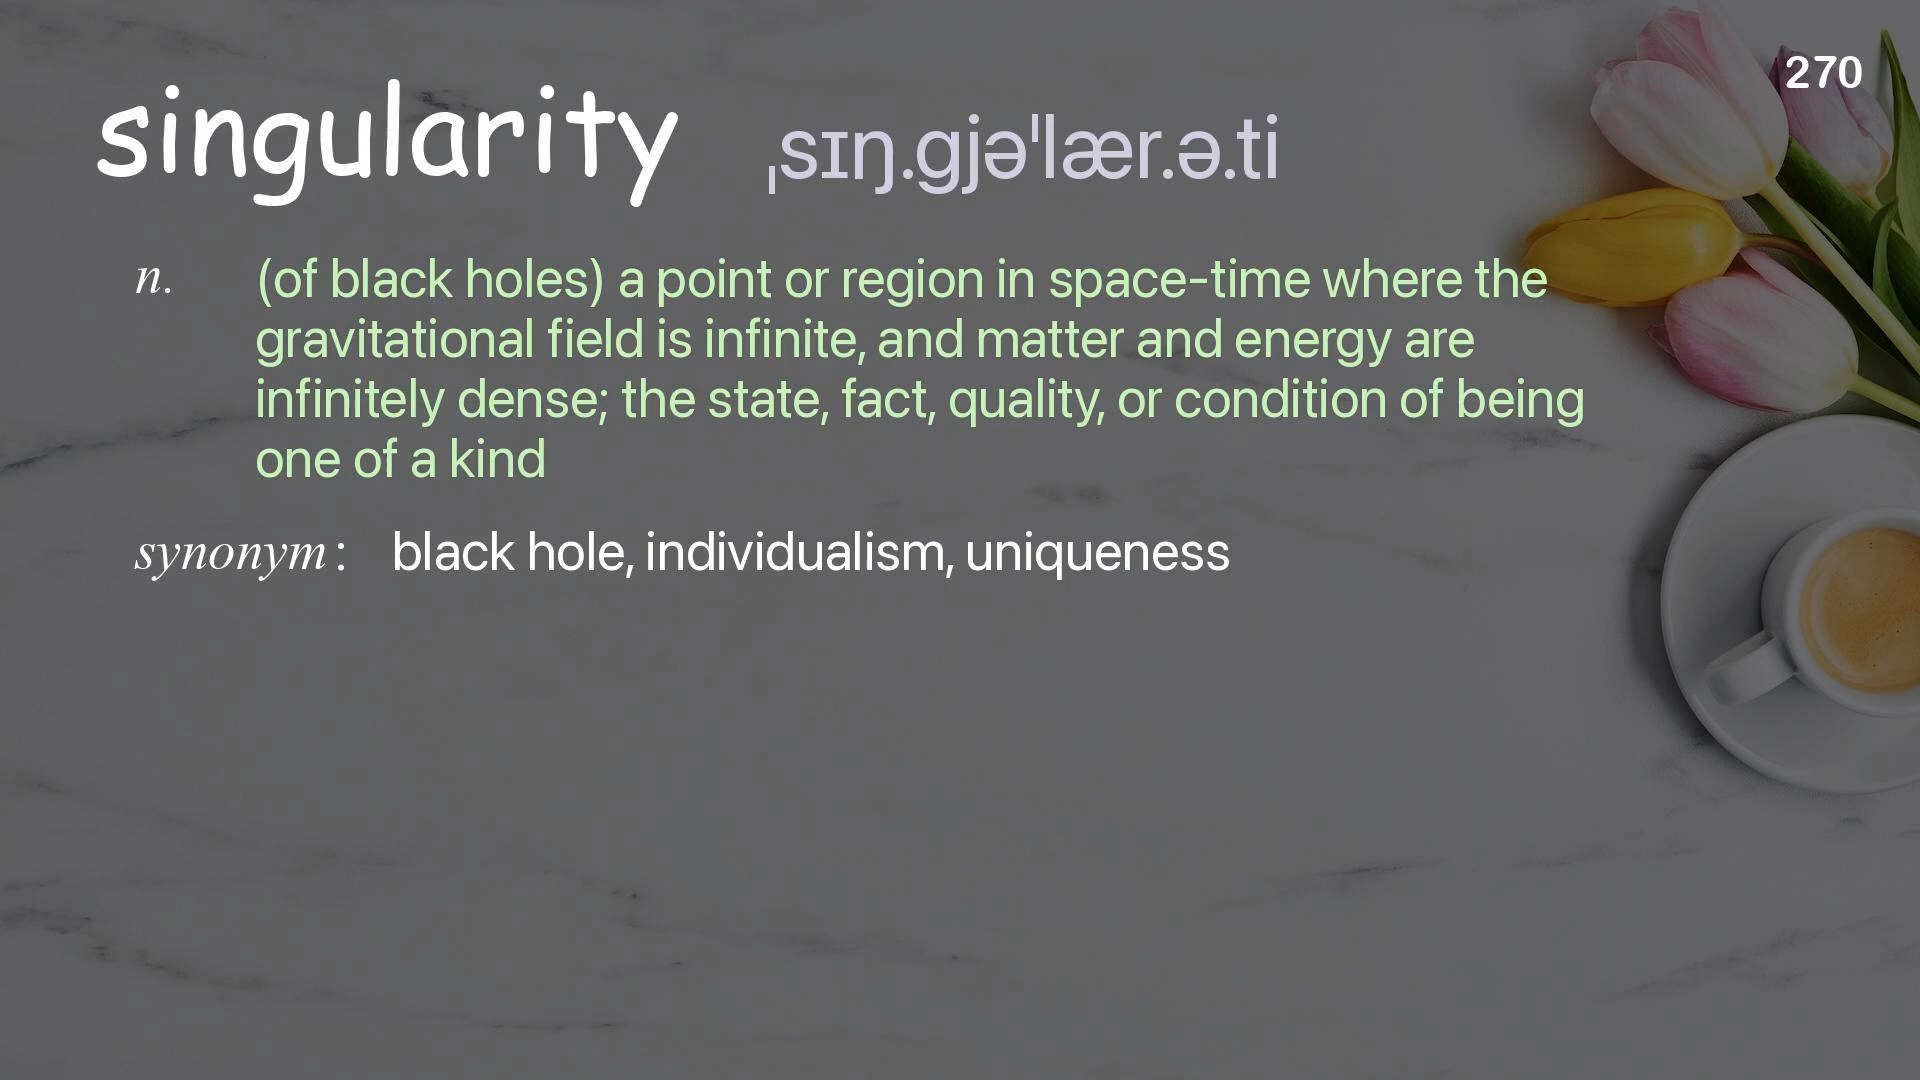 270
singularity ˌsɪŋ.gjəˈlær.ə.ti
n. (of black holes) a point or region in space-time where the
gravitational field is infinite, and matter and energy are
infinitely dense; the state, fact, quality, or condition of being
one of a kind
synonym: black hole, individualism, uniqueness